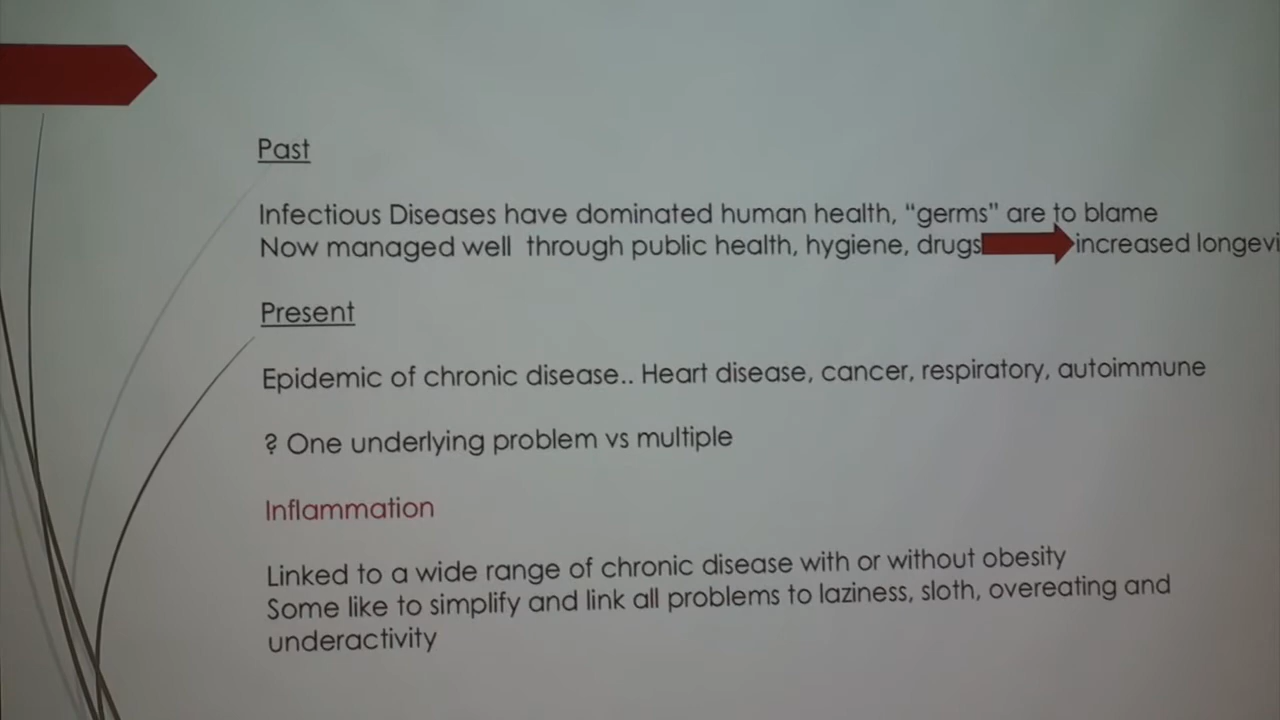 Past
Infectious Diseases have dominated human health, “germs” are to blame
Now managed well through public health, hygiene, drugs increased longevi
Present
Epidemic of chronic disease.. Heart disease, cancer, respiratory, autoimmune
? One underlying problem vs multiple
Inflammation
Linked to a wide range of chronic disease with or without obesity
Some like to simplify and link all problems to laziness, sloth, overeating and
underactivity